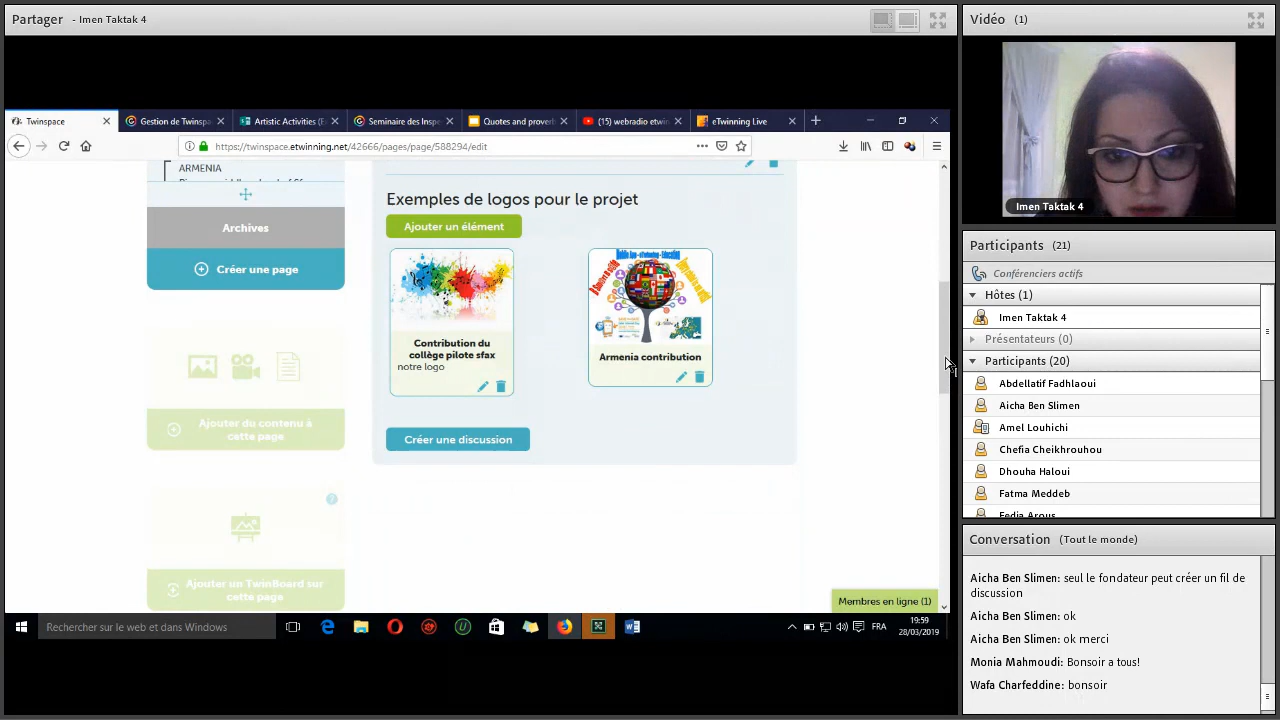 Partager - Imen Taktak 4
Twinspace
Gestion de Twinspa
Artistic Activities (E
Seminaire des Inspe
Quotes and proverb
(15) webradio etwin
eTwinning Live
https://twinspace.etwinning.net/42666/pages/page/588294/edit
ARMENIA
Archives
Créer une page
Ajouter du contenu à
cette page
Ajouter un TwinBoard sur
cette page
Exemples de logos pour le projet
Ajouter un élément
Contribution du
collège pilote sfax
notre logo
Armenia contribution
Créer une discussion
Membres en ligne (1)
Rechercher sur le web et dans Windows
FRA
19:59
28/03/2019
Vidéo (1)
Imen Taktak 4
Participants (21)
Conférenciers actifs
Hôtes (1)
Imen Taktak 4
Présentateurs (0)
Participants (20)
Abdellatif Fadhlaoui
Aicha Ben Slimen
Amel Louhichi
Chefia Cheikhrouhou
Dhouha Haloui
Fatma Meddeb
Fedia Arous
Conversation (Tout le monde)
Aicha Ben Slimen: seul le fondateur peut créer un fil de
discussion
Aicha Ben Slimen: ok
Aicha Ben Slimen: ok merci
Monia Mahmoudi: Bonsoir a tous!
Wafa Charfeddine: bonsoir